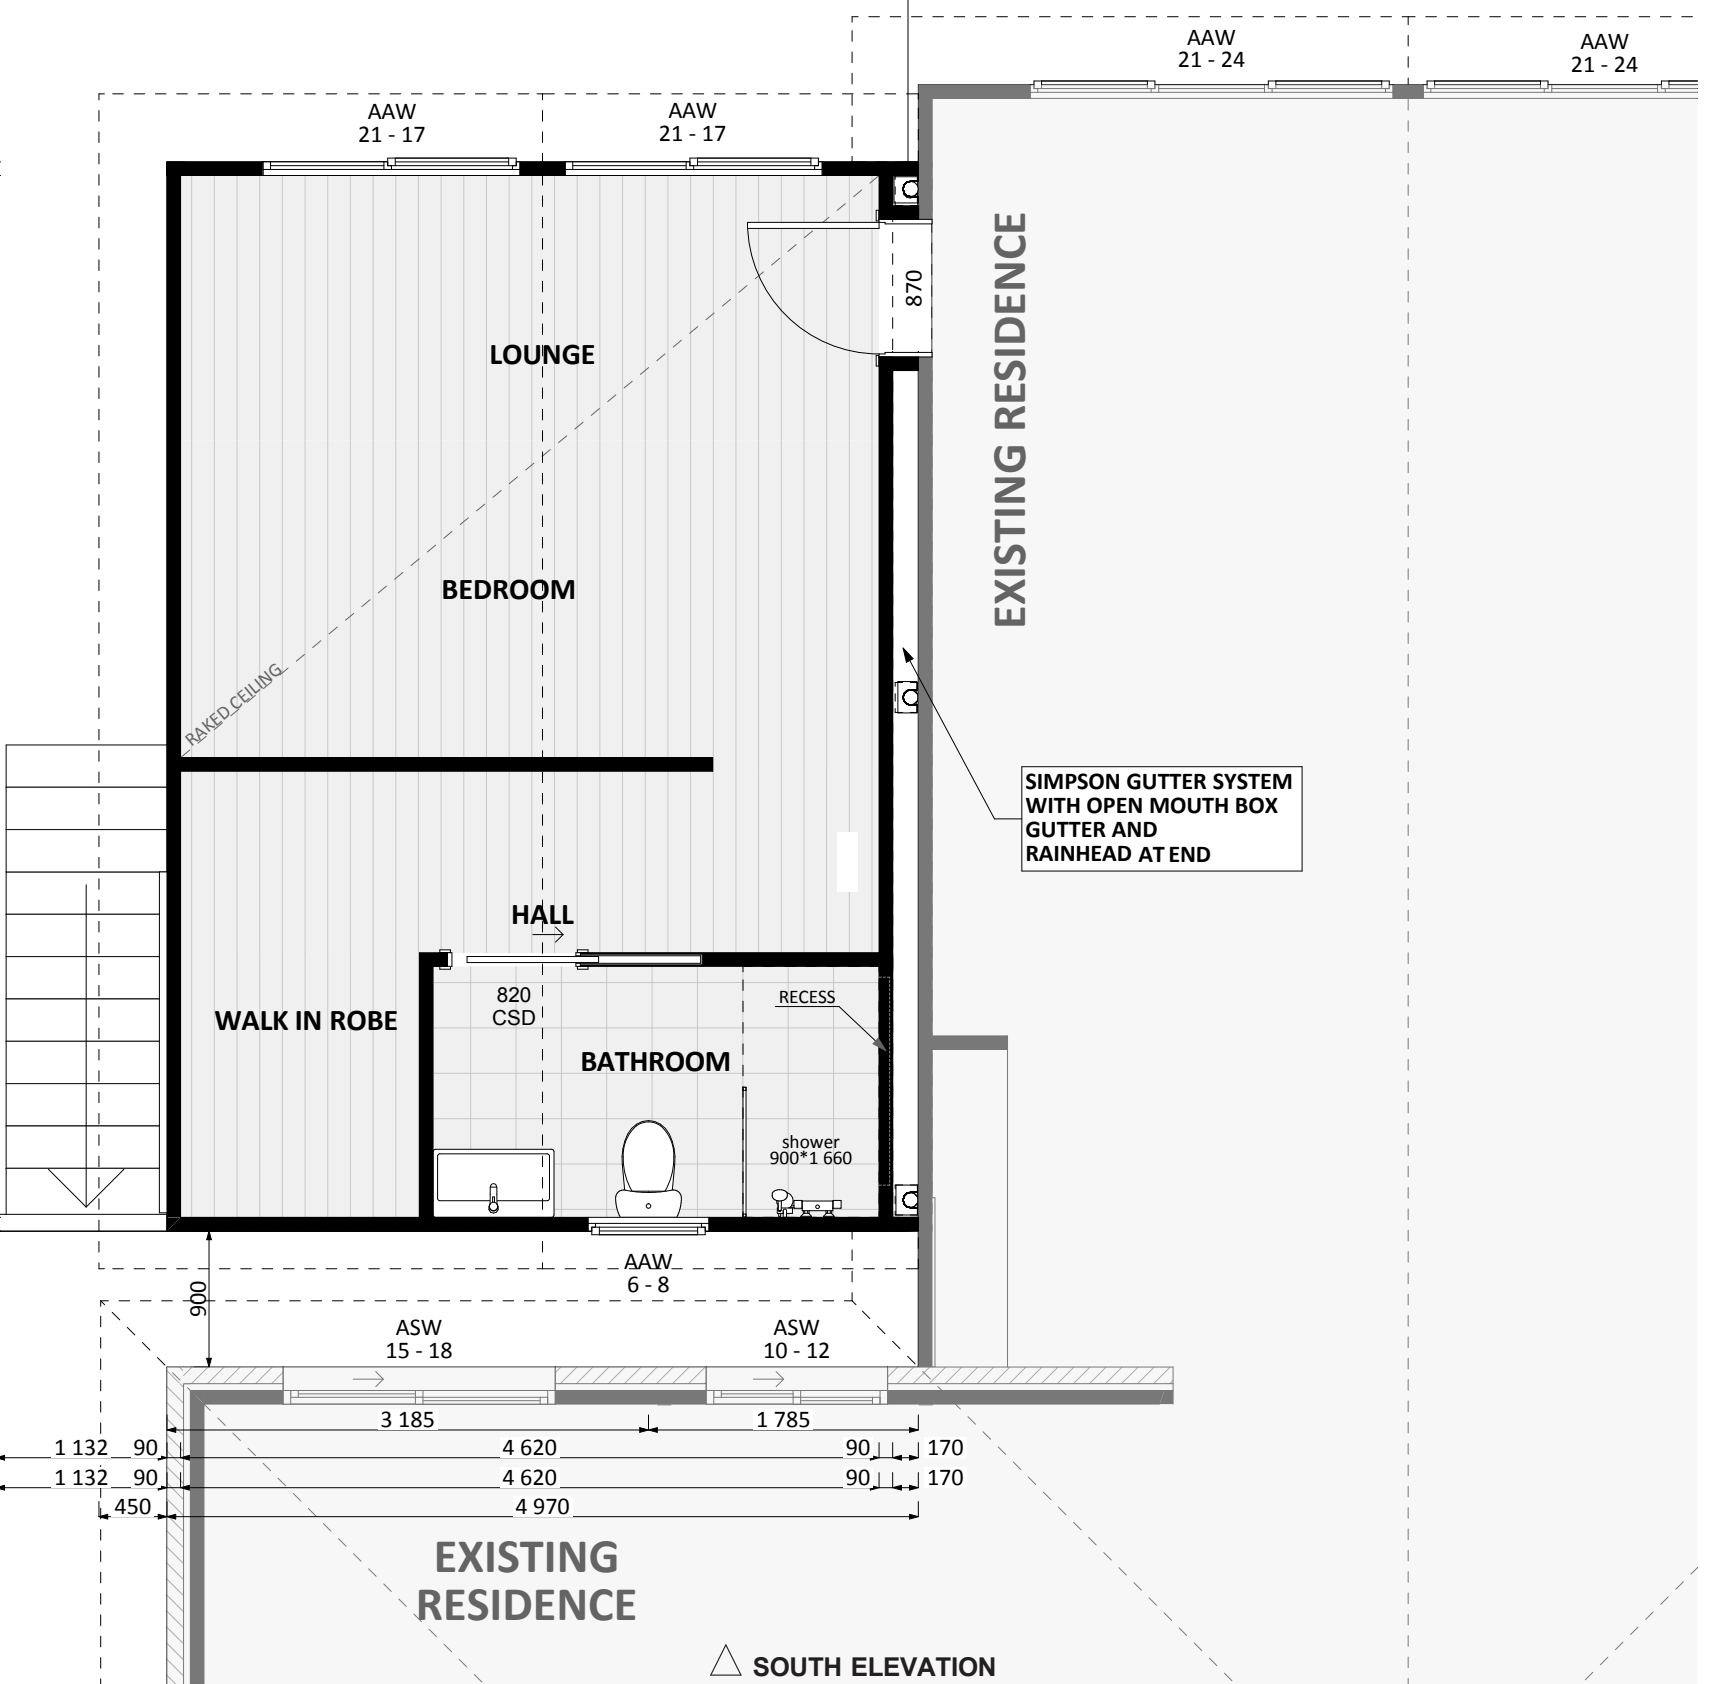 AAW
21 - 24
AAW
21 - 24
AAW
21 - 17
AAW
21 - 17
870
LOUNGE
EXISTING RESIDENCE
BEDROOM
RAKED CEILING
SIMPSON GUTTER SYSTEM
WITH OPEN MOUTH BOX
GUTTER AND
RAINHEAD AT END
HALL
820
CSD
RECESS
WALK IN ROBE
BATHROOM
shower
900*1 660
AAW
6 - 8
900
ASW
15 - 18
ASW
10 - 12
3 185
1 785
1 132 90 4 620 90 170
1 132 90 4 620 90 170
450 4 970
EXISTING
RESIDENCE
SOUTH ELEVATION